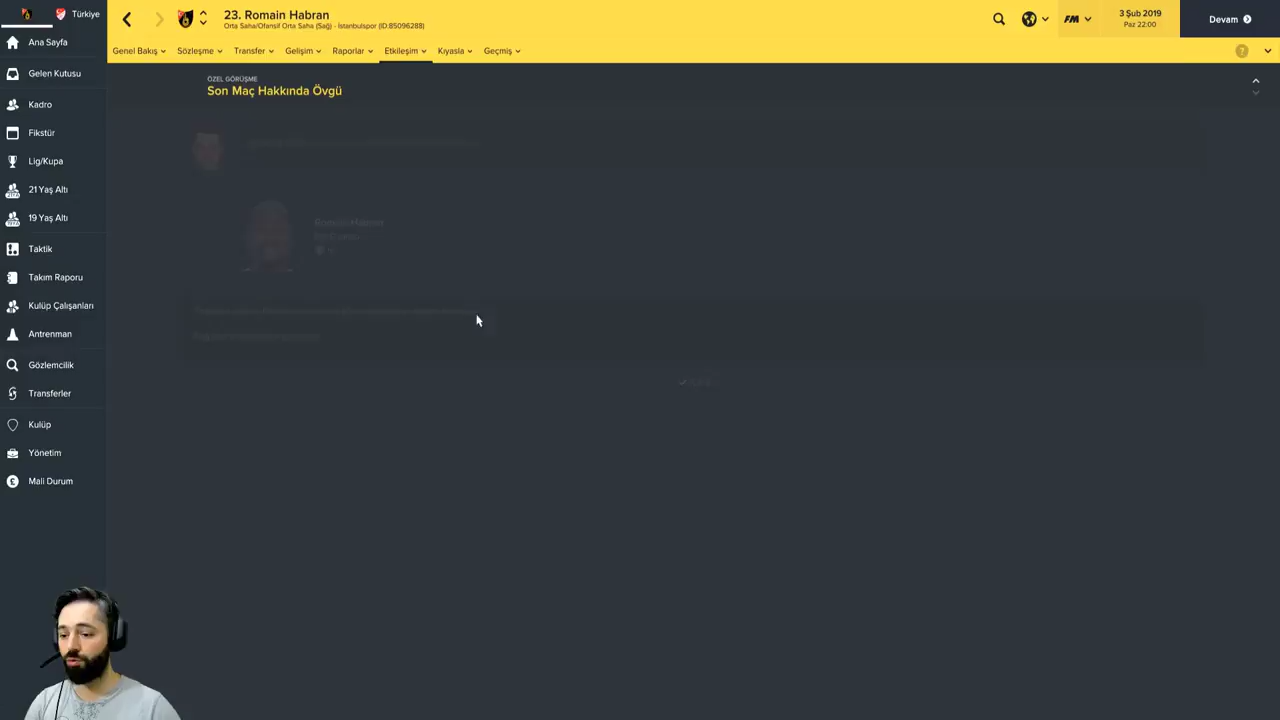 Türkiye
23. Romain Habran
Orta Saha/Ofansif Orta Saha (Sağ) - İstanbulspor (ID:85096288)
FM
3 Şub 2019
Paz 22:00
Devam
Genel Bakış
Sözleşme
Transfer
Gelişim
Raporlar
Etkileşim
Kıyasla
Geçmiş
?
ÖZEL GÖRÜŞME
Son Maç Hakkında Övgü
Ana Sayfa
Gelen Kutusu
Kadro
Fikstür
Lig/Kupa
21 Yaş Altı
19 Yaş Altı
Taktik
Takım Raporu
Kulüp Çalışanları
Antrenman
Gözlemcilik
Transferler
Kulüp
Yönetim
Mali Durum
Romain Habran